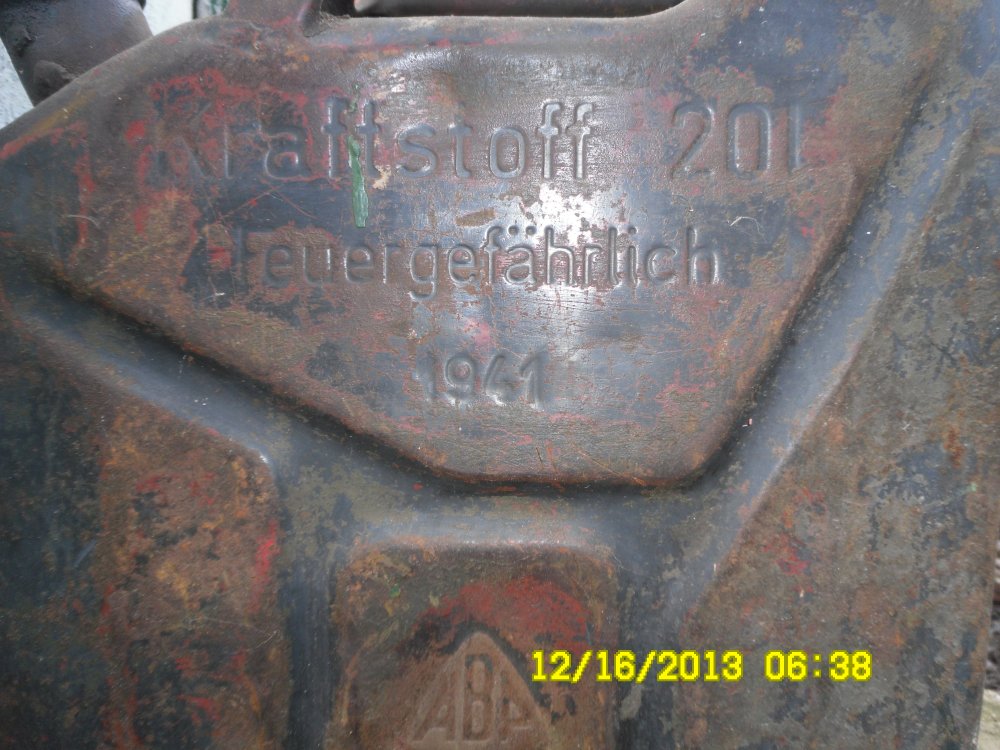 Kraftstoff 20l
Feuergefährlich
1941
ABP
12/16/2013 06:38